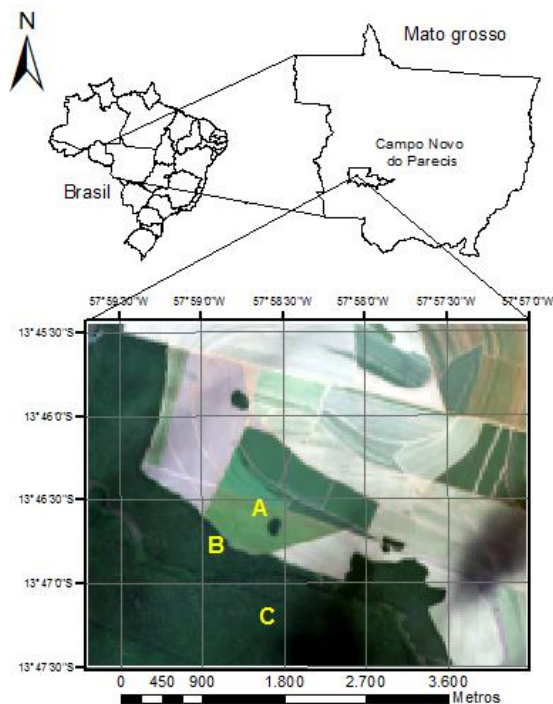 N
Mato grosso
Campo Novo
do Parecis
Brasil
57°59'30"W 57°59'0"W 57°58'30"W 57°58'0"W 57°57'30"W 57°57'0"W
13°45'30"S
13°46'0"S
13°46'30"S
13°47'0"S
13°47'30"S
A
B
C
0 450 900 1.800 2.700 3.600
Metros